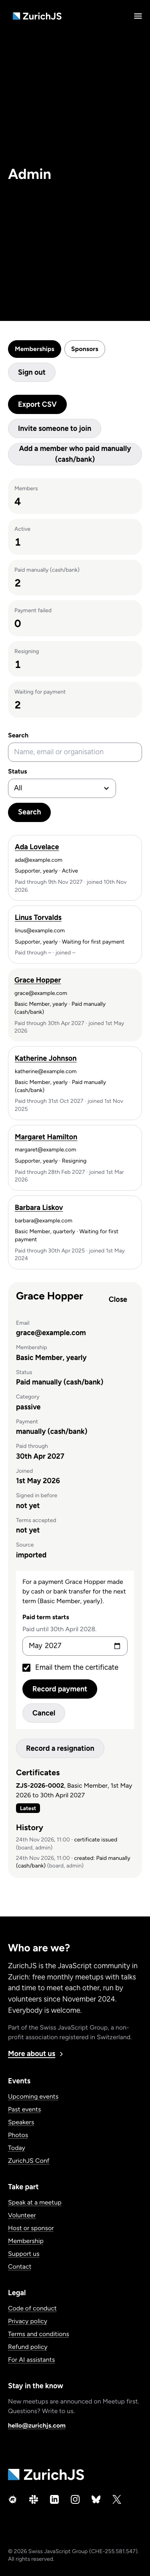 ZurichJS
Admin
Memberships
Sponsors
Sign out
Export CSV
Invite someone to join
Add a member who paid manually
(cash/bank)
Members
4
Active
1
Paid manually (cash/bank)
2
Payment failed
0
Resigning
1
Waiting for payment
2
Search
Name, email or organisation
Status
All
Search
Ada Lovelace
ada@example.com
Supporter, yearly · Active
Paid through 9th Nov 2027 · joined 10th Nov
2026
Linus Torvalds
linus@example.com
Supporter, yearly · Waiting for first payment
Paid through – · joined –
Grace Hopper
grace@example.com
Basic Member, yearly · Paid manually
(cash/bank)
Paid through 30th Apr 2027 · joined 1st May
2026
Katherine Johnson
katherine@example.com
Basic Member, yearly · Paid manually
(cash/bank)
Paid through 31st Oct 2027 · joined 1st Nov
2025
Margaret Hamilton
margaret@example.com
Supporter, yearly · Resigning
Paid through 28th Feb 2027 · joined 1st Mar
2026
Barbara Liskov
barbara@example.com
Basic Member, quarterly · Waiting for first
payment
Paid through 30th Apr 2025 · joined 1st May
2024
Grace Hopper
Close
Email
grace@example.com
Membership
Basic Member, yearly
Status
Paid manually (cash/bank)
Category
passive
Payment
manually (cash/bank)
Paid through
30th Apr 2027
Joined
1st May 2026
Signed in before
not yet
Terms accepted
not yet
Source
imported
For a payment Grace Hopper made
by cash or bank transfer for the next
term (Basic Member, yearly).
Paid term starts
Paid until 30th April 2028.
May 2027
Email them the certificate
Record payment
Cancel
Record a resignation
Certificates
ZJS-2026-0002, Basic Member, 1st May
2026 to 30th April 2027
Latest
History
24th Nov 2026, 11:00 · certificate issued
(board, admin)
24th Nov 2026, 11:00 · created: Paid manually
(cash/bank) (board, admin)
Who are we?
ZurichJS is the JavaScript community in
Zurich: free monthly meetups with talks
and time to meet each other, run by
volunteers since November 2024.
Everybody is welcome.
Part of the Swiss JavaScript Group, a non-
profit association registered in Switzerland.
More about us
Events
Upcoming events
Past events
Speakers
Photos
Today
ZurichJS Conf
Take part
Speak at a meetup
Volunteer
Host or sponsor
Membership
Support us
Contact
Legal
Code of conduct
Privacy policy
Terms and conditions
Refund policy
For AI assistants
Stay in the know
New meetups are announced on Meetup first.
Questions? Write to us.
hello@zurichjs.com
ZurichJS
© 2026 Swiss JavaScript Group (CHE-255.581.547).
All rights reserved.